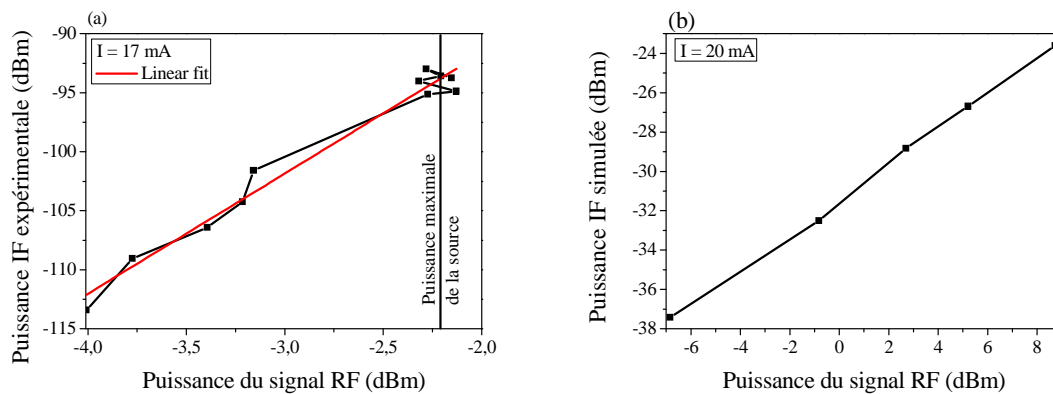 (a)
I = 17 mA
Linear fit
Puissance IF expérimentale (dBm)
-90
-95
-100
-105
-110
-115
Puissance maximale
de la source
-4,0
-3,5
-3,0
-2,5
-2,0
Puissance du signal RF (dBm)
(b)
I = 20 mA
Puissance IF simulée (dBm)
-24
-26
-28
-30
-32
-34
-36
-38
-6
-4
-2
0
2
4
6
8
Puissance du signal RF (dBm)